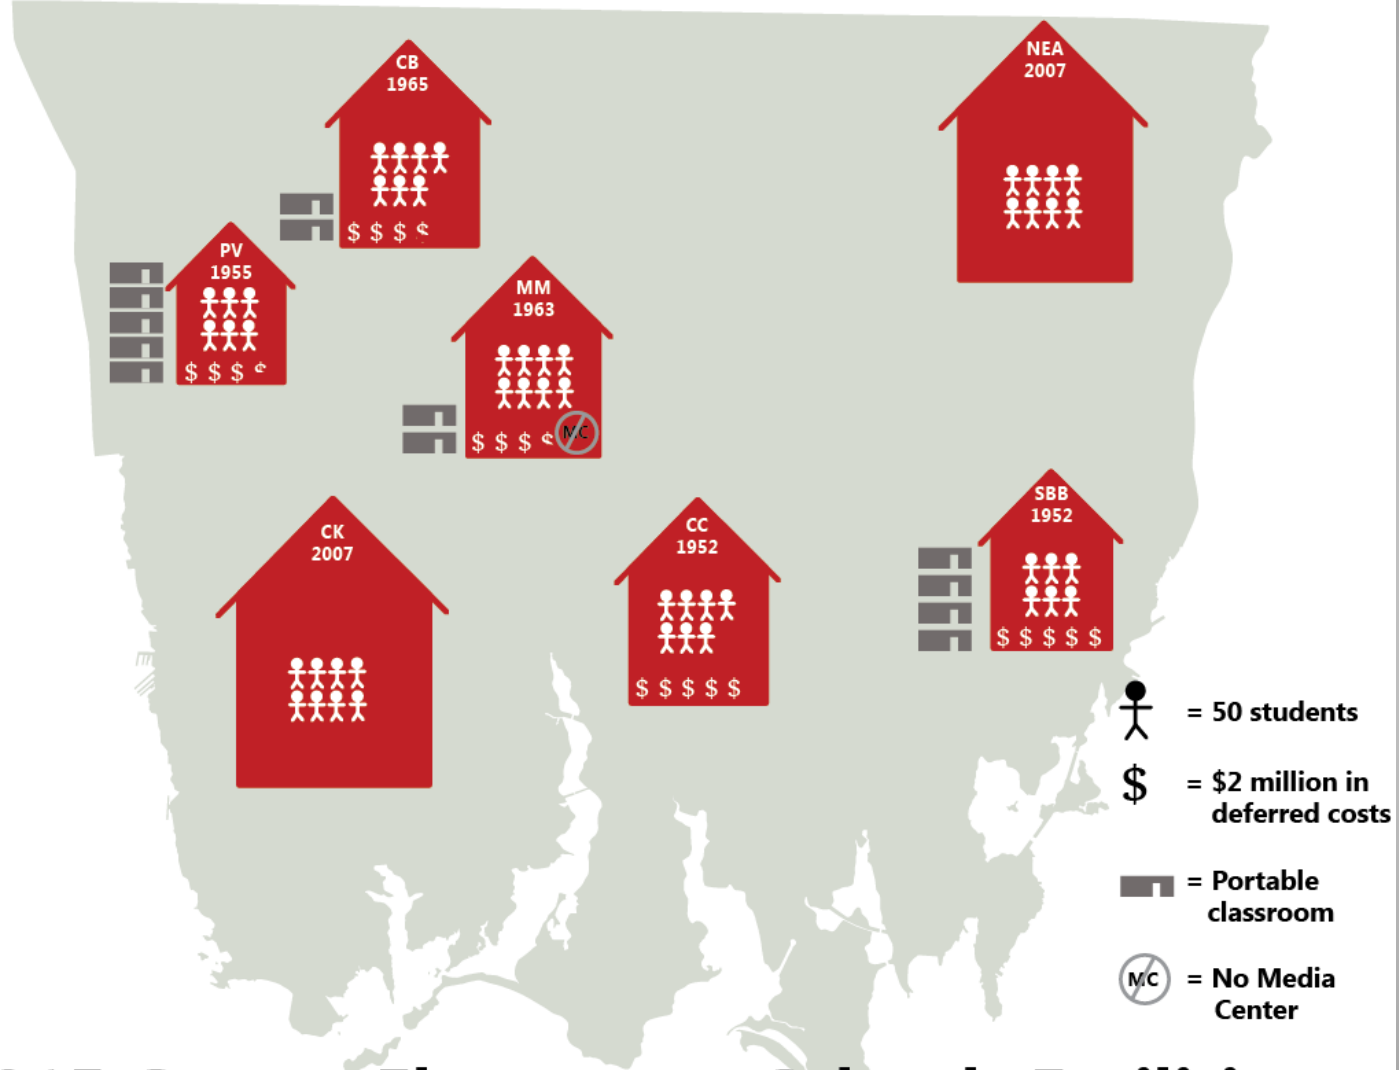 CB
1965
NEA
2007
PV
1955
$ $ $ $
$ $ $ $
MM
1963
$ $ $ $ MC
CK
2007
CC
1952
$ $ $ $ $
SBB
1952
$ $ $ $ $
= 50 students
$ = $2 million in
deferred costs
= Portable
classroom
MC = No Media
Center